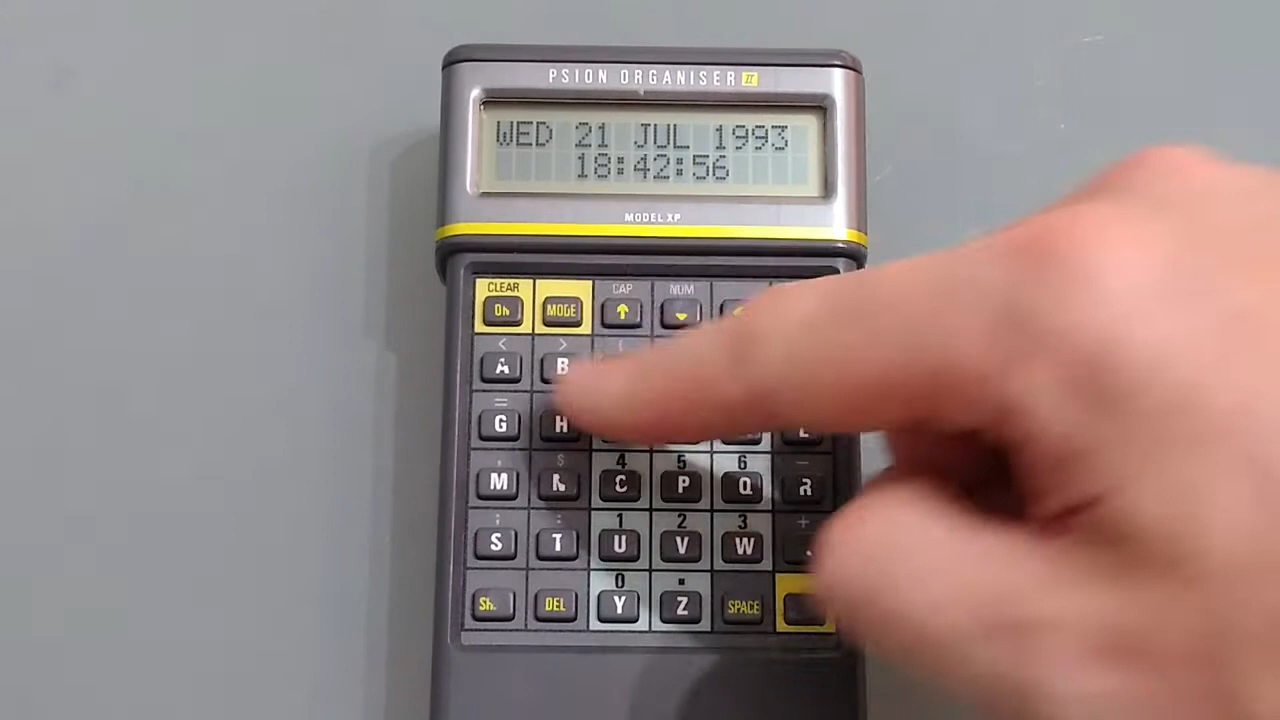 PSION ORGANISER II
WED 21 JUL 1993
18:42:56
MODEL XP
CLEAR CAP NUM
On MODE
< > (
A B
=
G H
, $ 4 5 6 -
M P Q R
; : 1 2 3 +
S T U V W
0 .
DEL Y Z SPACE